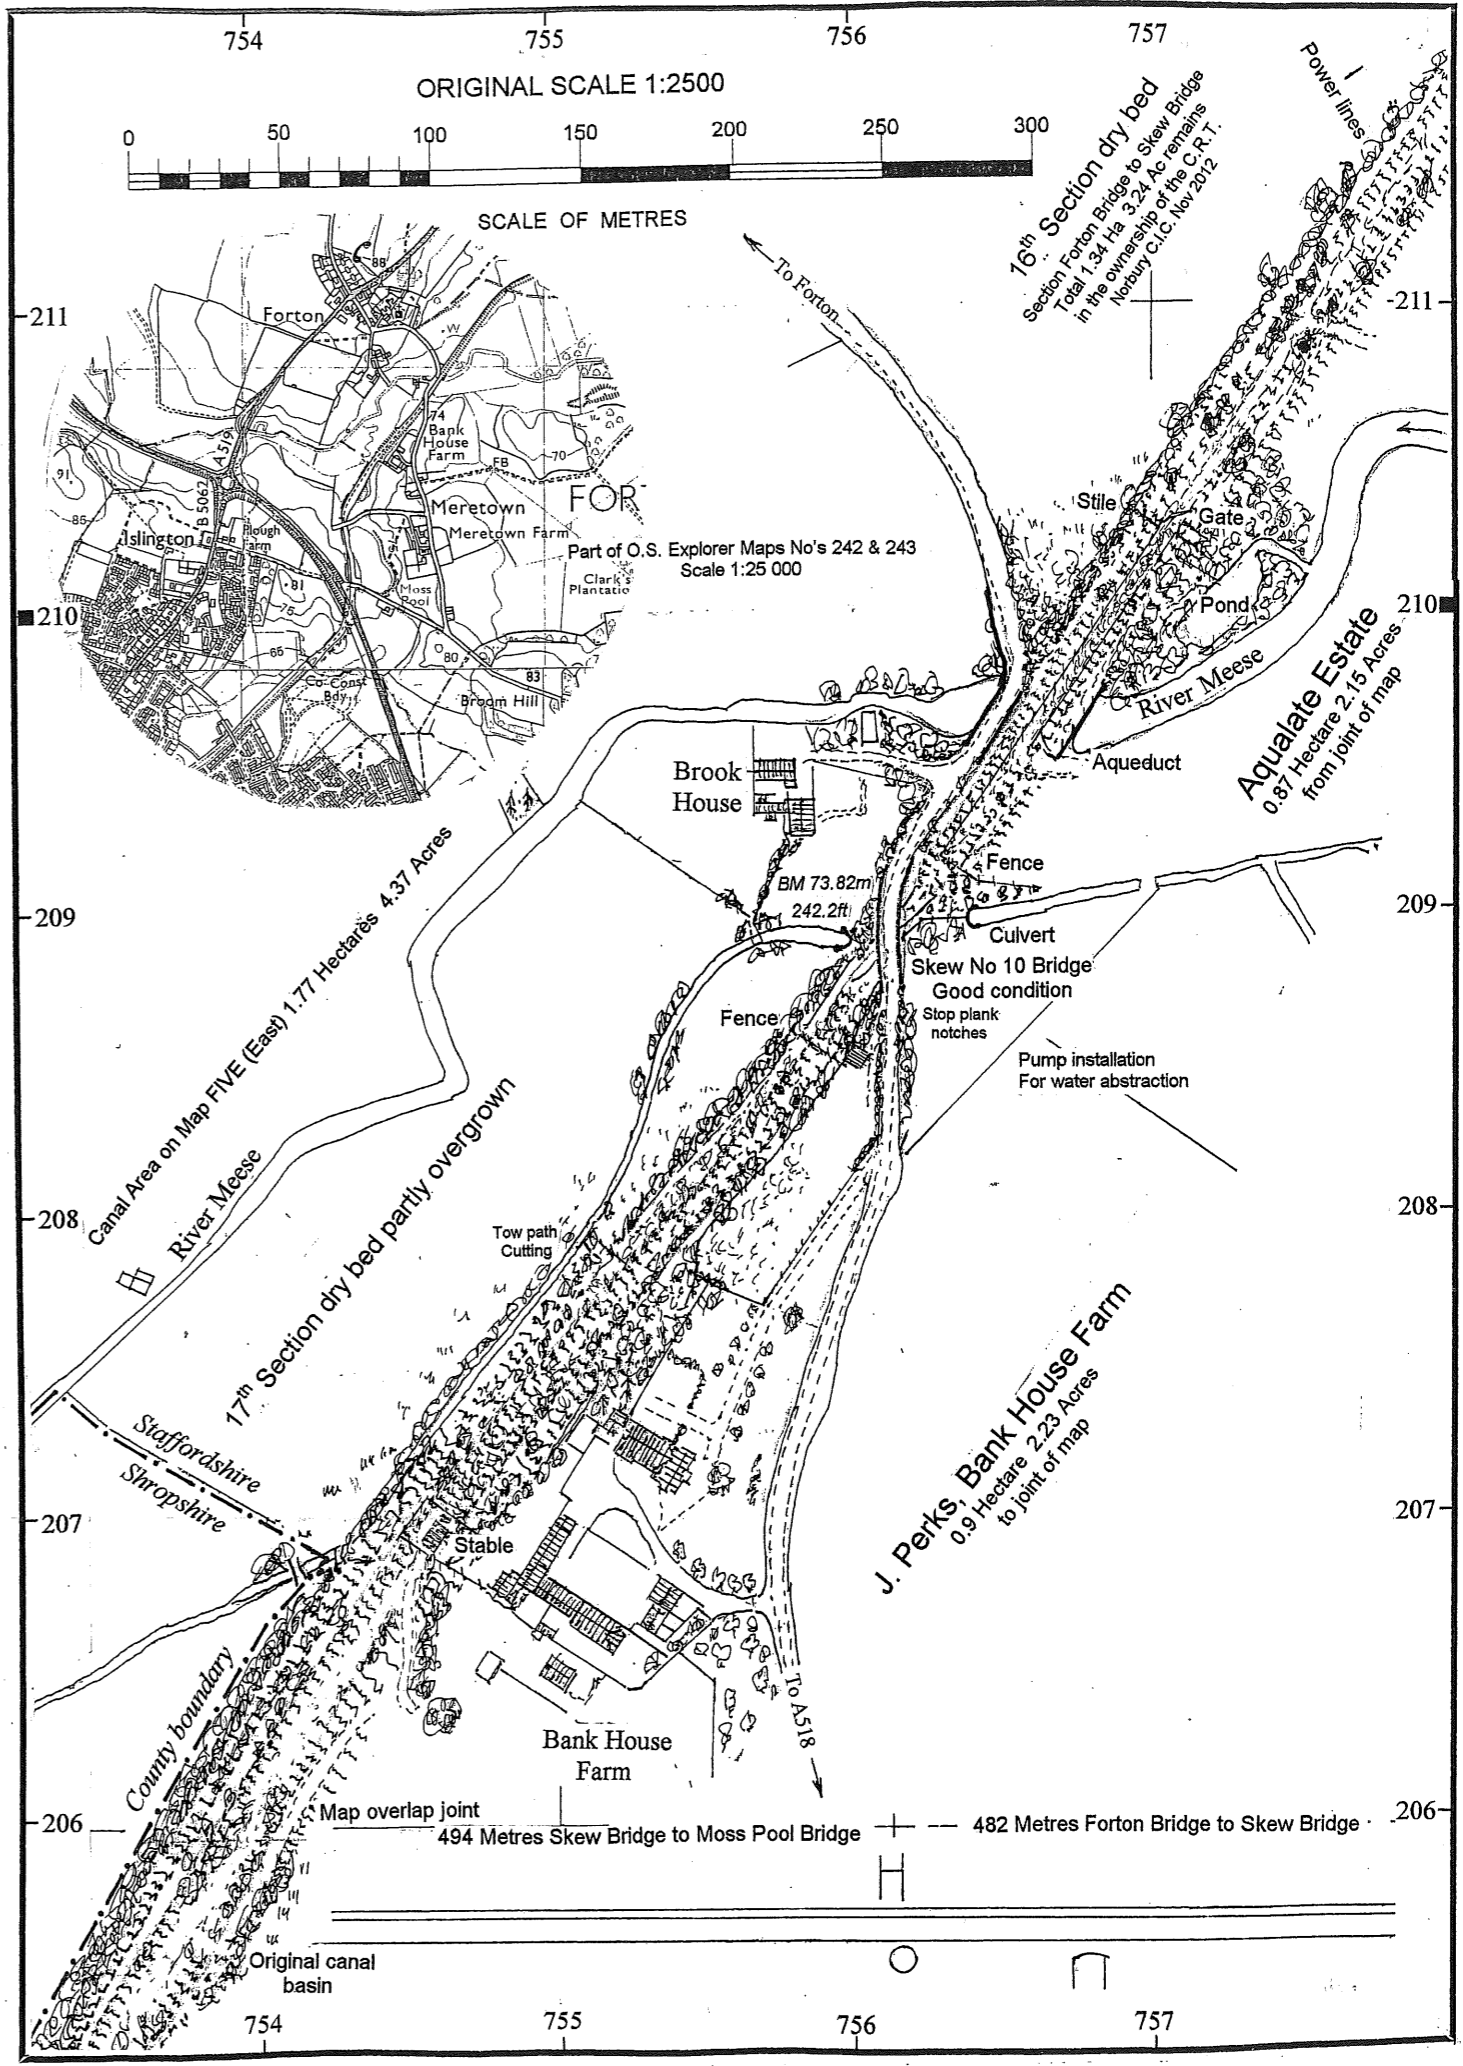 754
755
756
757
ORIGINAL SCALE 1:2500
0
50
100
150
200
250
300
SCALE OF METRES
Power lines
16th Section dry bed
Section Forton Bridge to Skew Bridge
Total 1.34 Ha 3.24 Ac remains
in the ownership of the C.R.T.
Norbury C.I.C. Nov 2012
To Forton
211
211
88
Forton
W
A519
74
Bank
House
Farm
FB
70
91
B 5062
FOR
85
Meretown
Islington
Plough
Farm
Meretown Farm
81
75
Moss
Pool
Clark's
Plantatio
66
80
83
Co Const
Bdy
Broom Hill
Part of O.S. Explorer Maps No's 242 & 243
Scale 1:25 000
Stile
Gate
Pond
210
210
River Meese
Aqualate Estate
0.87 Hectare 2.15 Acres
from joint of map
Aqueduct
Brook
House
Fence
BM 73.82m
242.2ft
209
209
Culvert
Skew No 10 Bridge
Good condition
Stop plank
notches
Fence
Pump installation
For water abstraction
Canal Area on Map FIVE (East) 1.77 Hectares 4.37 Acres
River Meese
17th Section dry bed partly overgrown
208
208
Tow path
Cutting
J. Perks, Bank House Farm
0.9 Hectare 2.23 Acres
to joint of map
Staffordshire
Shropshire
207
207
Stable
County boundary
To A518
Bank House
Farm
Map overlap joint
206
206
494 Metres Skew Bridge to Moss Pool Bridge
482 Metres Forton Bridge to Skew Bridge
H
Original canal
basin
754
755
756
757